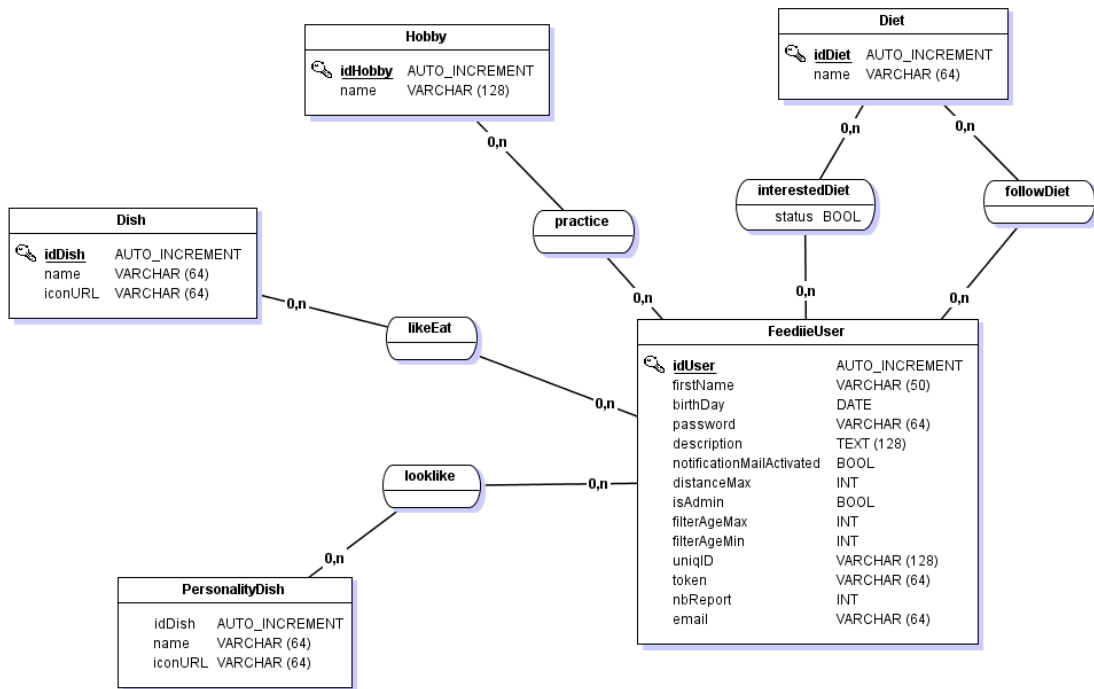 Hobby
idHobby AUTO_INCREMENT
name VARCHAR (128)
Diet
idDiet AUTO_INCREMENT
name VARCHAR (64)
0,n
0,n
0,n
interestedDiet
status BOOL
followDiet
practice
Dish
idDish AUTO_INCREMENT
name VARCHAR (64)
iconURL VARCHAR (64)
0,n
likeEat
0,n
0,n
0,n
0,n
FeediieUser
idUser AUTO_INCREMENT
firstName VARCHAR (50)
birthDay DATE
password VARCHAR (64)
description TEXT (128)
notificationMailActivated BOOL
distanceMax INT
isAdmin BOOL
filterAgeMax INT
filterAgeMin INT
uniqID VARCHAR (128)
token VARCHAR (64)
nbReport INT
email VARCHAR (64)
looklike
0,n
0,n
PersonalityDish
idDish AUTO_INCREMENT
name VARCHAR (64)
iconURL VARCHAR (64)